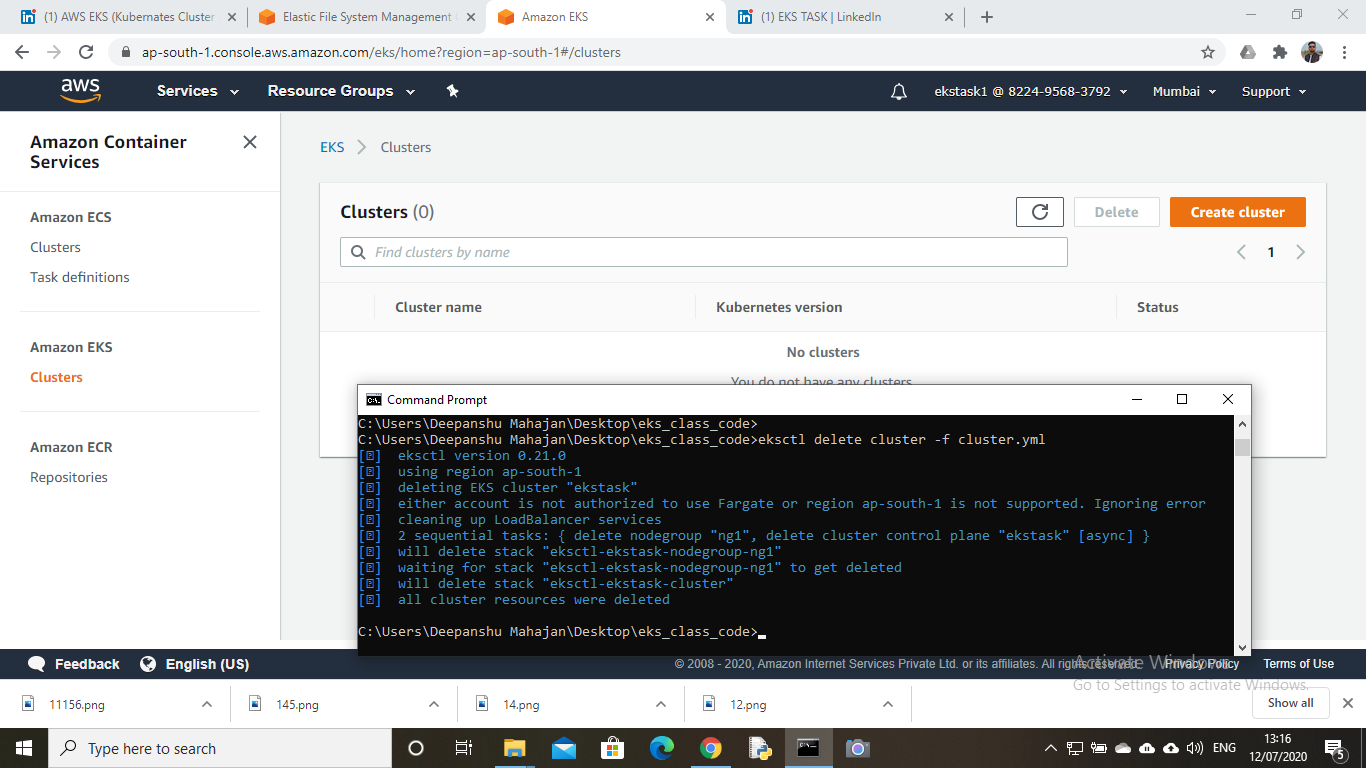 (1) AWS EKS (Kubernates Cluster
Elastic File System Management
Amazon EKS
(1) EKS TASK | LinkedIn
ap-south-1.console.aws.amazon.com/eks/home?region=ap-south-1#/clusters
aws
Services
Resource Groups
ekstask1 @ 8224-9568-3792
Mumbai
Support
Amazon Container
Services
Amazon ECS
Clusters
Task definitions
Amazon EKS
Clusters
Amazon ECR
Repositories
EKS
Clusters
Clusters (0)
Delete
Create cluster
Find clusters by name
1
Cluster name
Kubernetes version
Status
No clusters
You do not have any clusters
Command Prompt
C:\Users\Deepanshu Mahajan\Desktop\eks_class_code>
C:\Users\Deepanshu Mahajan\Desktop\eks_class_code>eksctl delete cluster -f cluster.yml
[?] eksctl version 0.21.0
[?] using region ap-south-1
[?] deleting EKS cluster "ekstask"
[?] either account is not authorized to use Fargate or region ap-south-1 is not supported. Ignoring error
[?] cleaning up LoadBalancer services
[?] 2 sequential tasks: { delete nodegroup "ng1", delete cluster control plane "ekstask" [async] }
[?] will delete stack "eksctl-ekstask-nodegroup-ng1"
[?] waiting for stack "eksctl-ekstask-nodegroup-ng1" to get deleted
[?] will delete stack "eksctl-ekstask-cluster"
[?] all cluster resources were deleted
C:\Users\Deepanshu Mahajan\Desktop\eks_class_code>
Feedback
English (US)
© 2008 - 2020, Amazon Internet Services Private Ltd. or its affiliates. All rights reserved.
Privacy Policy
Terms of Use
Activate Windows
Go to Settings to activate Windows.
11156.png
145.png
14.png
12.png
Show all
Type here to search
ENG
13:16
12/07/2020
5